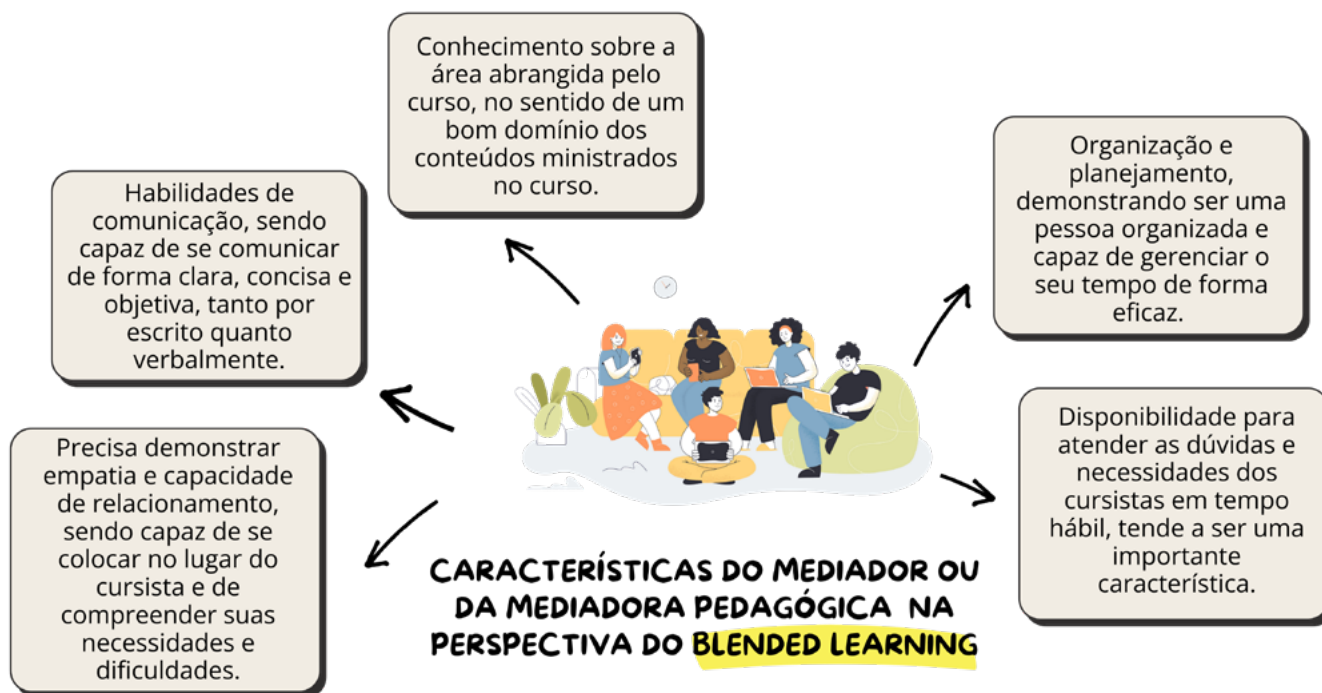 Conhecimento sobre a
área abrangida pelo
curso, no sentido de um
bom domínio dos
conteúdos ministrados
no curso.
Habilidades de
comunicação, sendo
capaz de se comunicar
de forma clara, concisa e
objetiva, tanto por
escrito quanto
verbalmente.
Precisa demonstrar
empatia e capacidade
de relacionamento,
sendo capaz de se
colocar no lugar do
cursista e de
compreender suas
necessidades e
dificuldades.
Organização e
planejamento,
demonstrando ser uma
pessoa organizada e
capaz de gerenciar o
seu tempo de forma
eficaz.
Disponibilidade para
atender as dúvidas e
necessidades dos
cursistas em tempo
hábil, tende a ser uma
importante
característica.
CARACTERÍSTICAS DO MEDIADOR OU
DA MEDIADORA PEDAGÓGICA NA
PERSPECTIVA DO BLENDED LEARNING